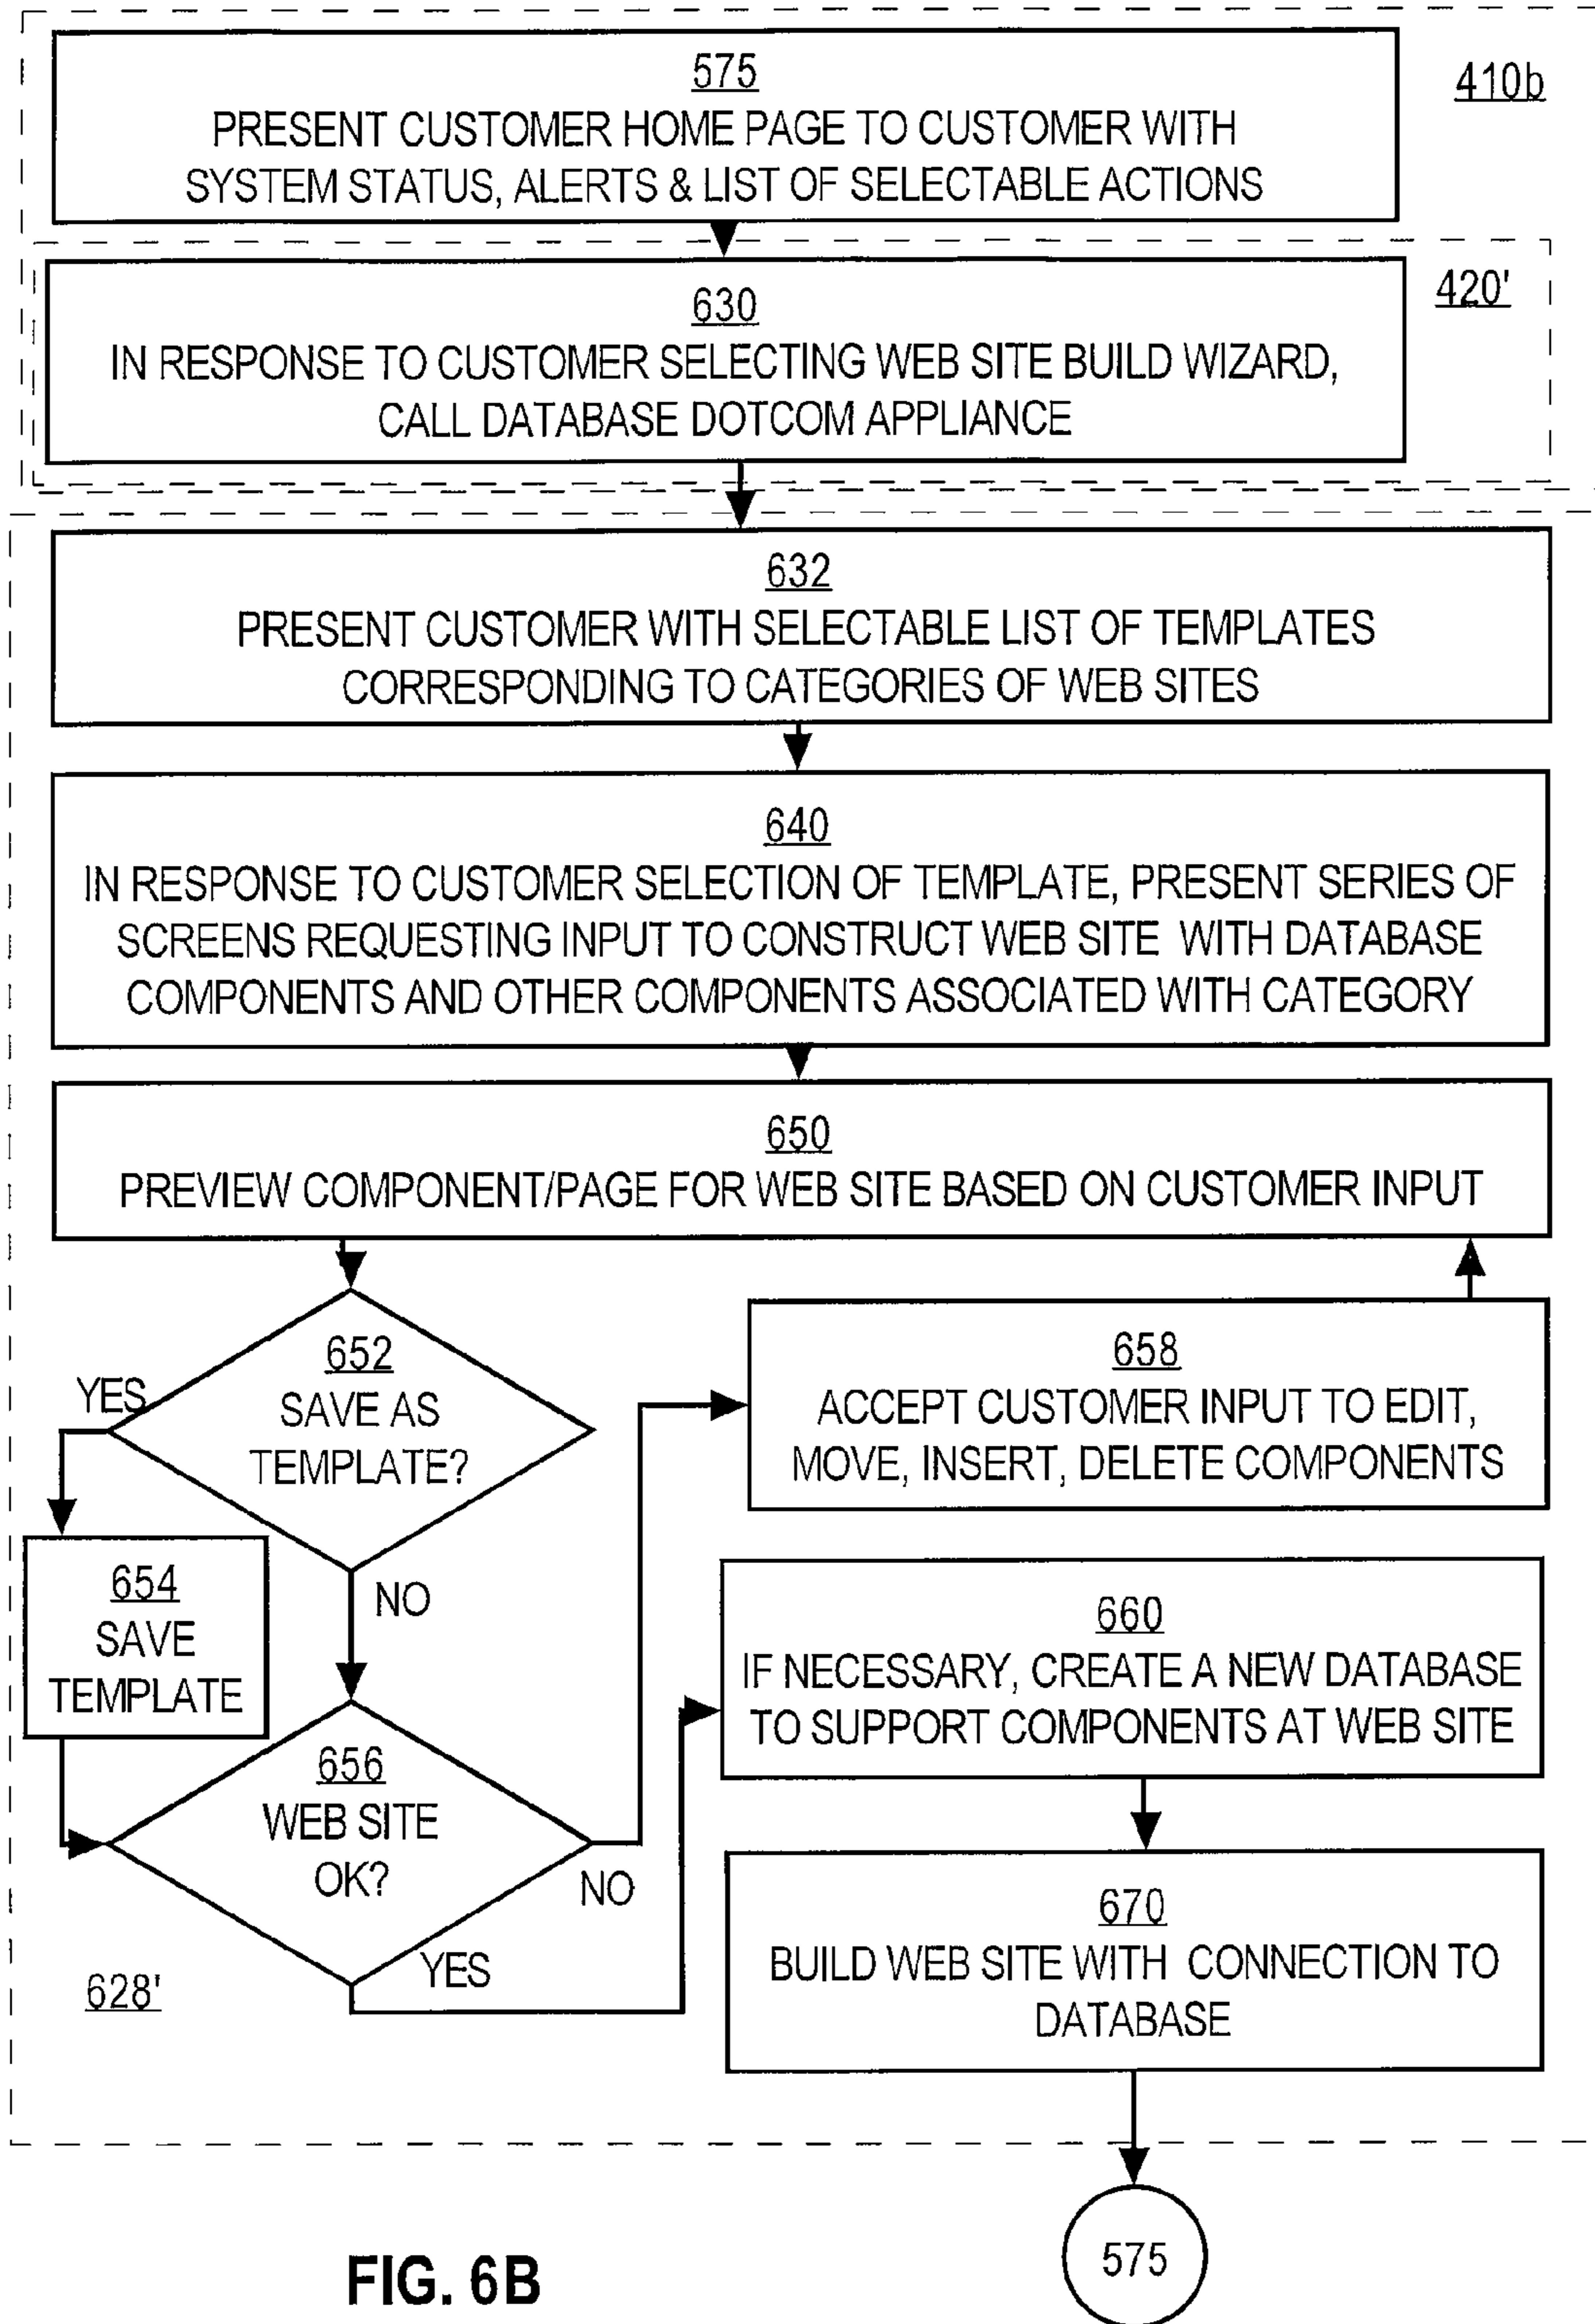 575
410b
PRESENT CUSTOMER HOME PAGE TO CUSTOMER WITH
SYSTEM STATUS, ALERTS & LIST OF SELECTABLE ACTIONS
420'
630
IN RESPONSE TO CUSTOMER SELECTING WEB SITE BUILD WIZARD,
CALL DATABASE DOTCOM APPLIANCE
632
PRESENT CUSTOMER WITH SELECTABLE LIST OF TEMPLATES
CORRESPONDING TO CATEGORIES OF WEB SITES
640
IN RESPONSE TO CUSTOMER SELECTION OF TEMPLATE, PRESENT SERIES OF
SCREENS REQUESTING INPUT TO CONSTRUCT WEB SITE WITH DATABASE
COMPONENTS AND OTHER COMPONENTS ASSOCIATED WITH CATEGORY
650
PREVIEW COMPONENT/PAGE FOR WEB SITE BASED ON CUSTOMER INPUT
652
SAVE AS
TEMPLATE?
YES
NO
654
SAVE
TEMPLATE
656
WEB SITE
OK?
NO
YES
658
ACCEPT CUSTOMER INPUT TO EDIT,
MOVE, INSERT, DELETE COMPONENTS
660
IF NECESSARY, CREATE A NEW DATABASE
TO SUPPORT COMPONENTS AT WEB SITE
670
BUILD WEB SITE WITH CONNECTION TO
DATABASE
628'
575
FIG. 6B